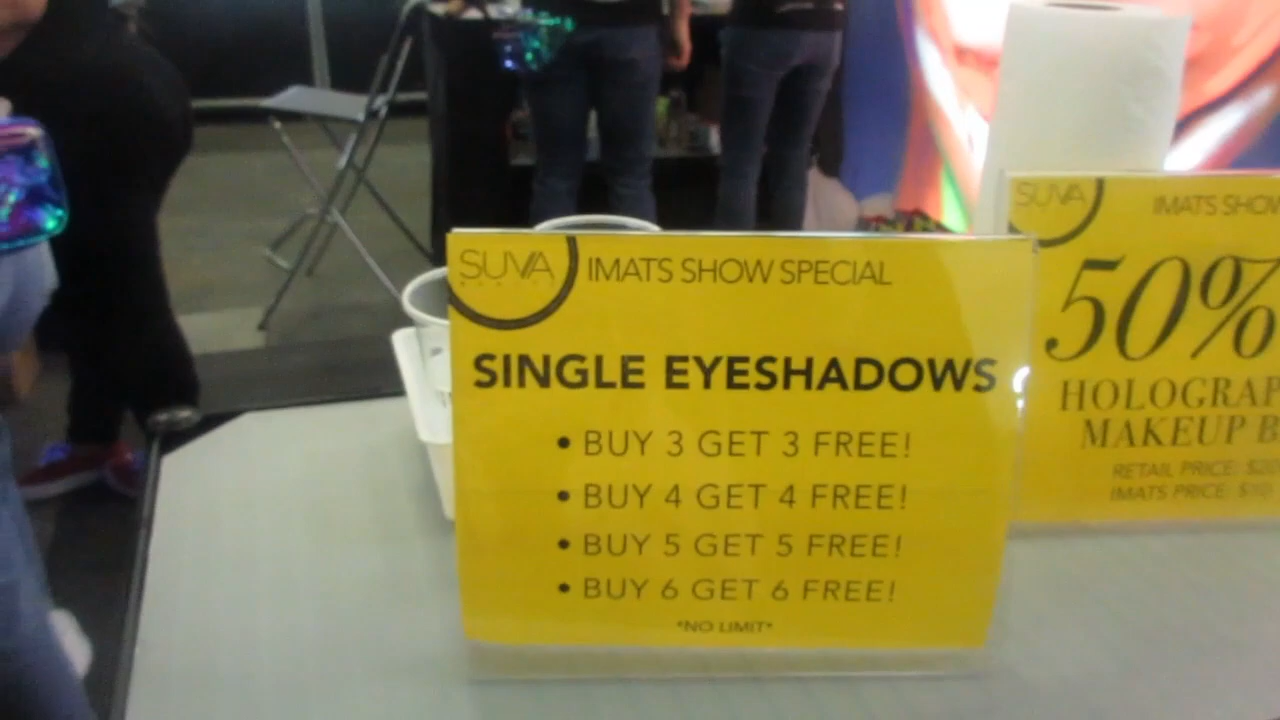 SUVA
IMATS SHOW SPECIAL
SINGLE EYESHADOWS
• BUY 3 GET 3 FREE!
• BUY 4 GET 4 FREE!
• BUY 5 GET 5 FREE!
• BUY 6 GET 6 FREE!
*NO LIMIT*
SUVA
IMATS SHOW
50%
HOLOGRAP
MAKEUP B
RETAIL PRICE: $20
IMATS PRICE: $10